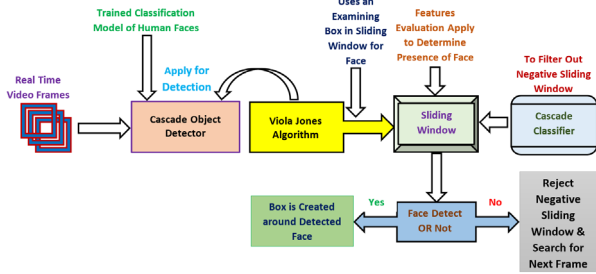 Trained Classification
Model of Human Faces
Uses an
Examining
Box in Sliding
Window for
Face
Features
Evaluation Apply
to Determine
Presence of Face
To Filter Out
Negative Sliding
Window
Real Time
Video Frames
Apply for
Detection
Cascade Object
Detector
Viola Jones
Algorithm
Sliding
Window
Cascade
Classifier
Box is Created
around Detected
Face
Yes
Face Detect
OR Not
No
Reject
Negative
Sliding
Window &
Search for
Next Frame